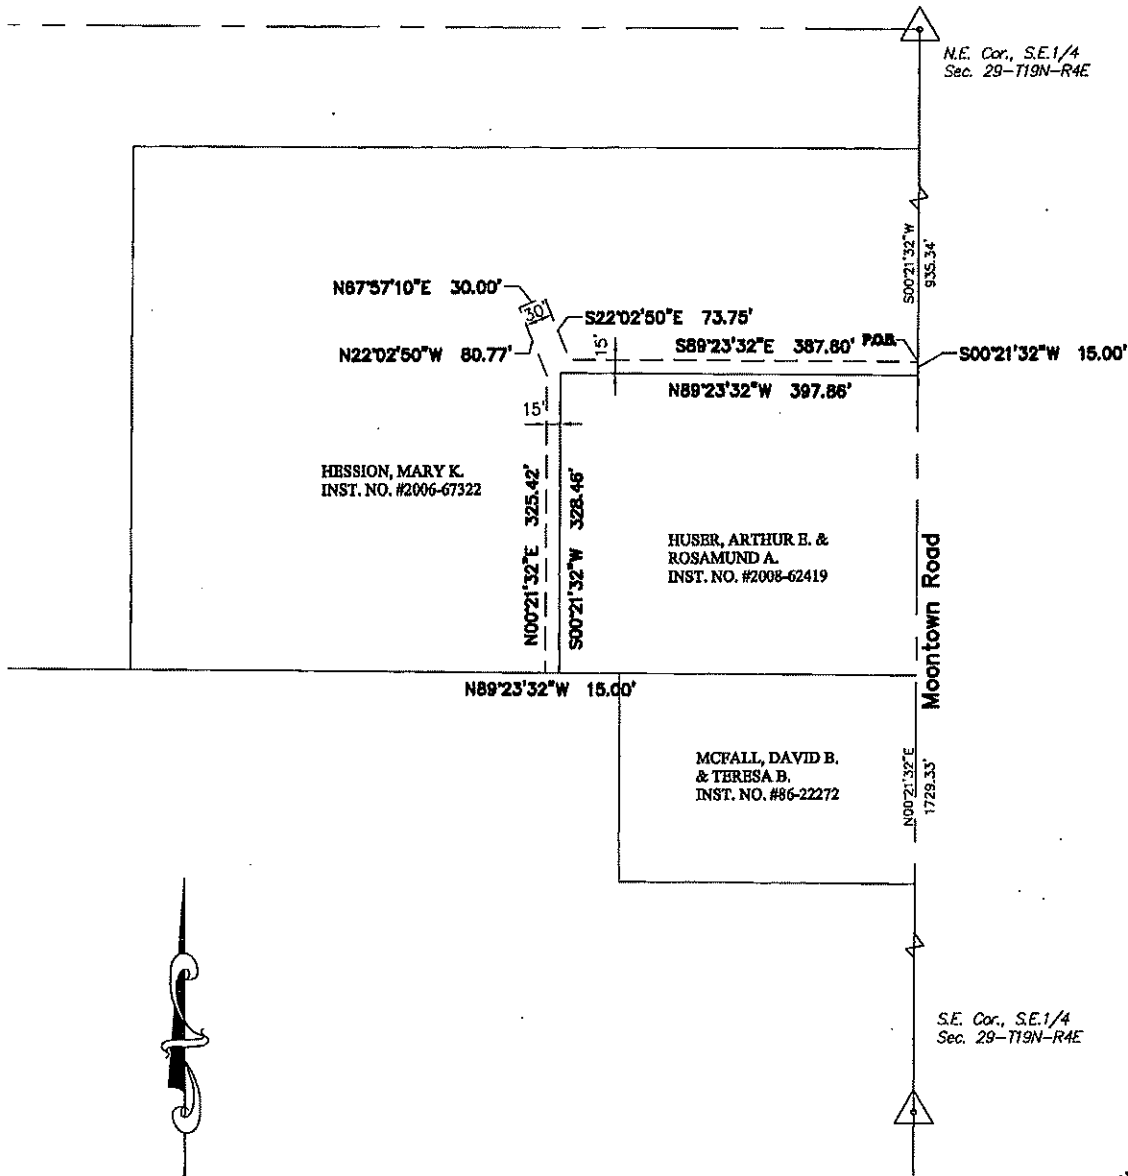 N.E. Cor., S.E.1/4
Sec. 29-T19N-R4E
S00°21'32"W
935.34'
N67°57'10"E 30.00'
30'
S22°02'50"E 73.75'
N22°02'50"W 80.77'
15'
S89°23'32"E 387.80'
P.O.B.
S00°21'32"W 15.00'
N89°23'32"W 397.86'
15'
HESSION, MARY K.
INST. NO. #2006-67322
N00°21'32"E 325.42'
S00°21'32"W 328.46'
HUSER, ARTHUR E. &
ROSAMUND A.
INST. NO. #2008-62419
Moontown Road
N89°23'32"W 15.00'
MCFALL, DAVID B.
& TERESA B.
INST. NO. #86-22272
N00°21'32"E
1729.33'
S.E. Cor., S.E.1/4
Sec. 29-T19N-R4E